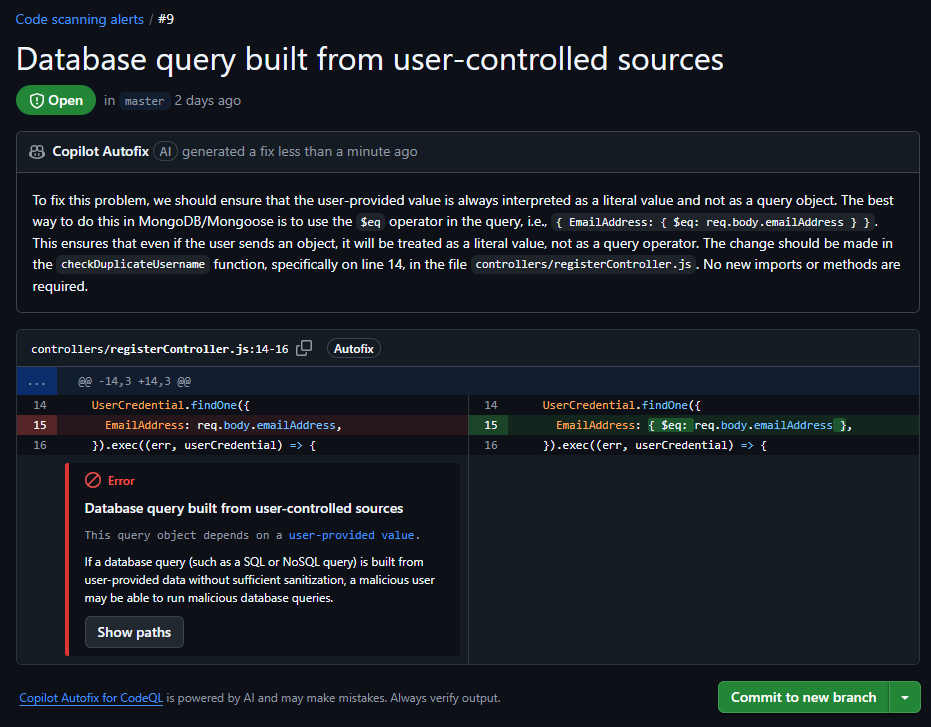 Code scanning alerts / #9
Database query built from user-controlled sources
Open in master 2 days ago
Copilot Autofix AI generated a fix less than a minute ago
To fix this problem, we should ensure that the user-provided value is always interpreted as a literal value and not as a query object. The best
way to do this in MongoDB/Mongoose is to use the $eq operator in the query, i.e., { EmailAddress: { $eq: req.body.emailAddress } } .
This ensures that even if the user sends an object, it will be treated as a literal value, not as a query operator. The change should be made in
the checkDuplicateUsername function, specifically on line 14, in the file controllers/registerController.js . No new imports or methods are
required.
controllers/registerController.js:14-16 Autofix
... @@ -14,3 +14,3 @@
14 UserCredential.findOne({ 14 UserCredential.findOne({
15 EmailAddress: req.body.emailAddress, 15 EmailAddress: { $eq: req.body.emailAddress },
16 }).exec((err, userCredential) => { 16 }).exec((err, userCredential) => {
Error
Database query built from user-controlled sources
This query object depends on a user-provided value.
If a database query (such as a SQL or NoSQL query) is built from
user-provided data without sufficient sanitization, a malicious user
may be able to run malicious database queries.
Show paths
Copilot Autofix for CodeQL is powered by AI and may make mistakes. Always verify output.
Commit to new branch